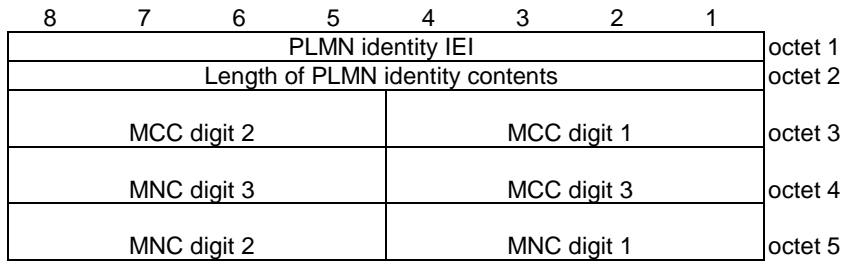 8 7 6 5 4 3 2 1
PLMN identity IEI octet 1
Length of PLMN identity contents octet 2
MCC digit 2 MCC digit 1 octet 3
MNC digit 3 MCC digit 3 octet 4
MNC digit 2 MNC digit 1 octet 5